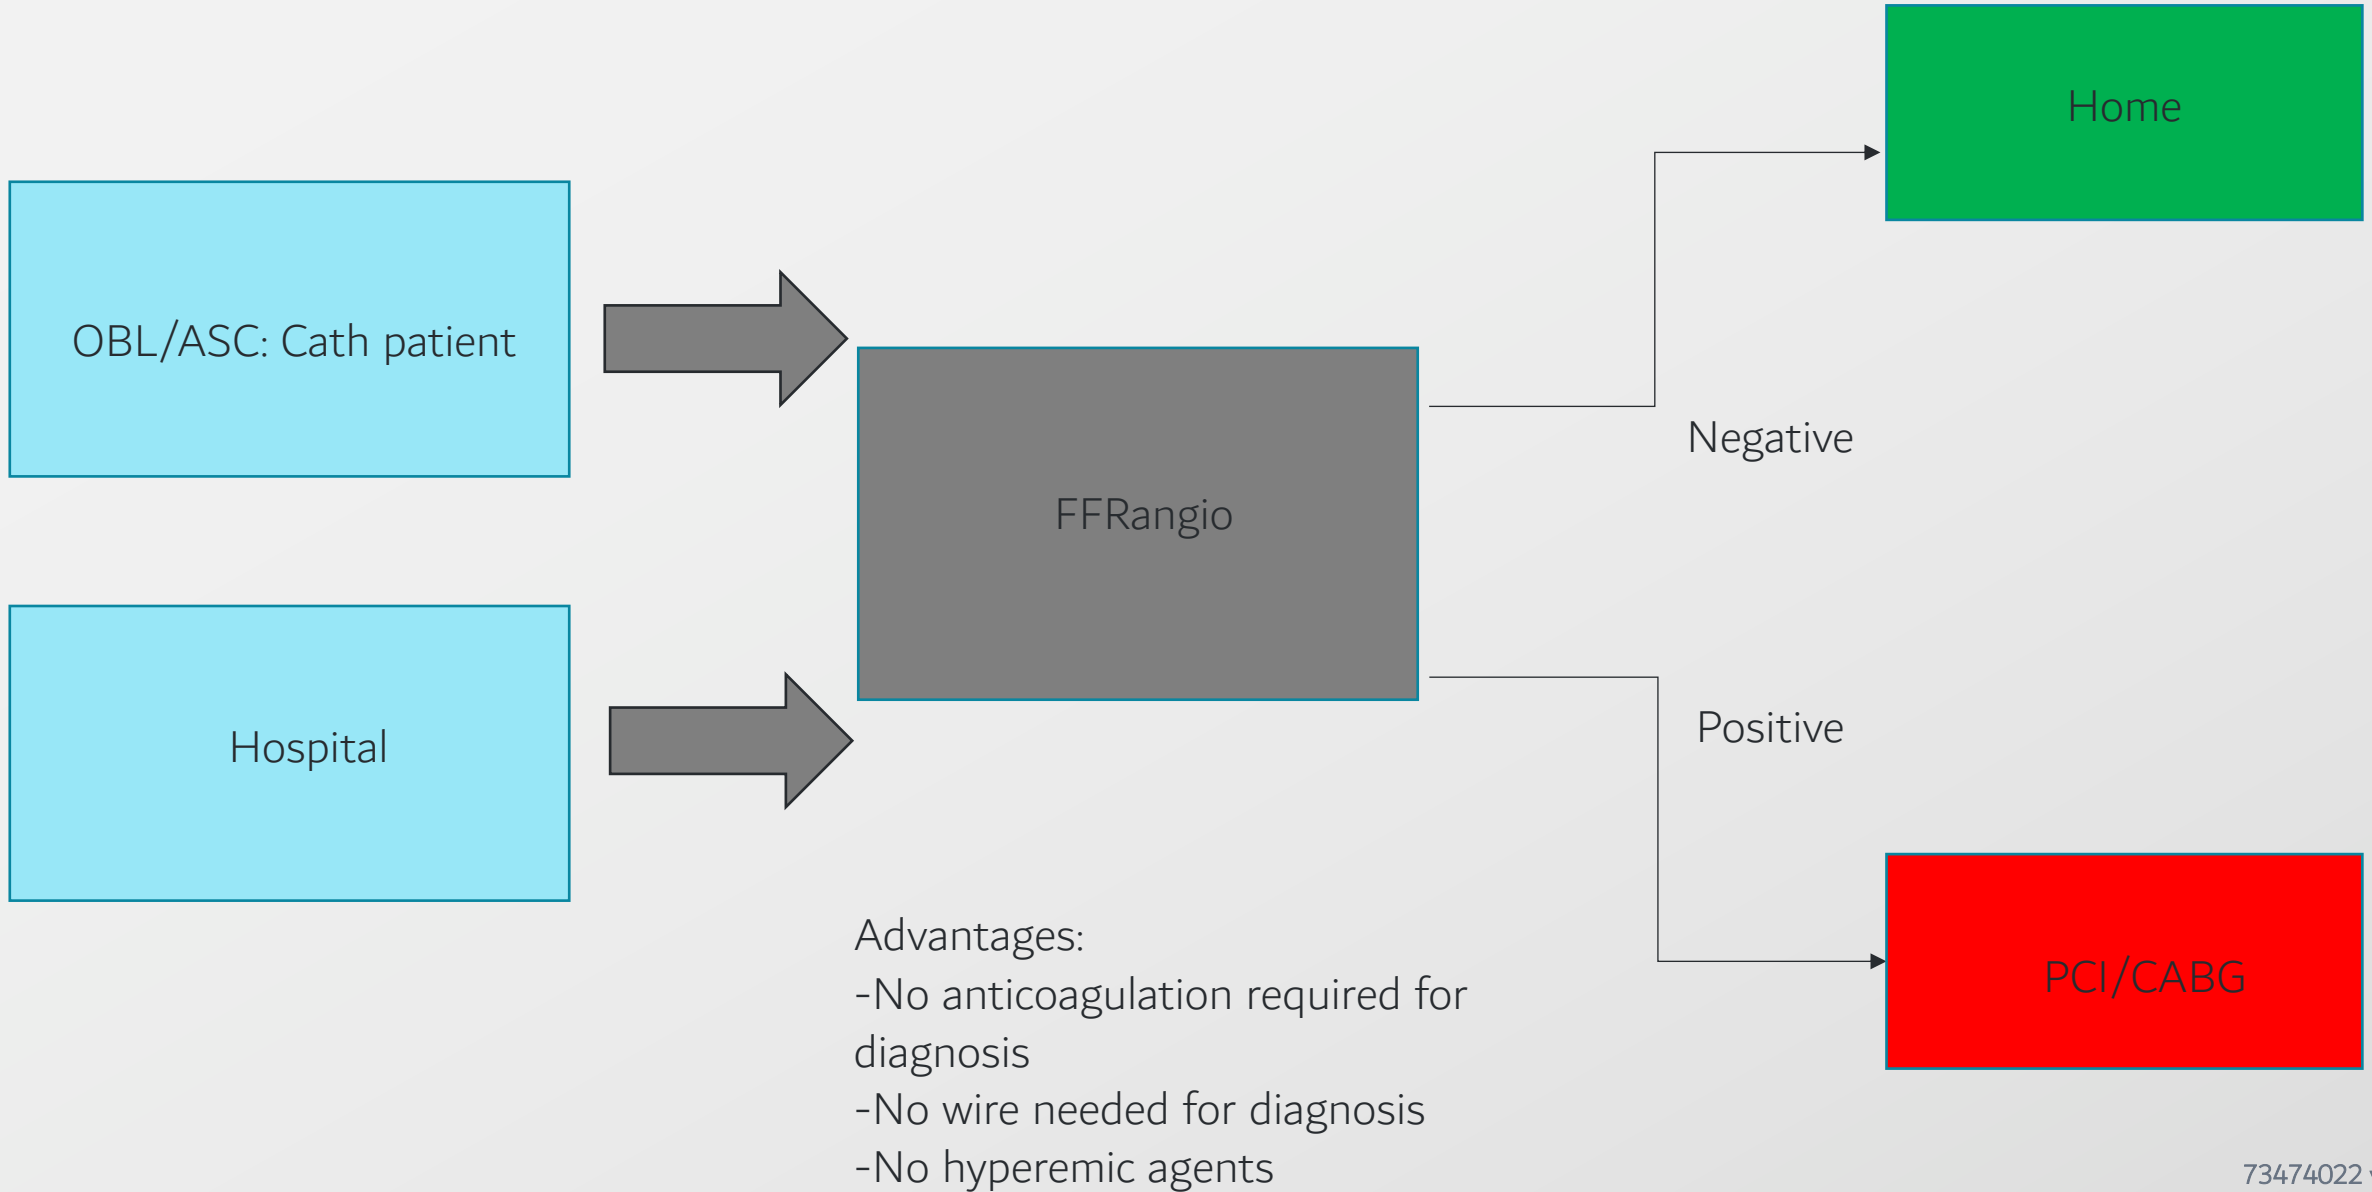 Home
OBL/ASC: Cath patient
FFRangio
Negative
Hospital
Positive
PCI/CABG
Advantages:
-No anticoagulation required for
diagnosis
-No wire needed for diagnosis
-No hyperemic agents
73474022